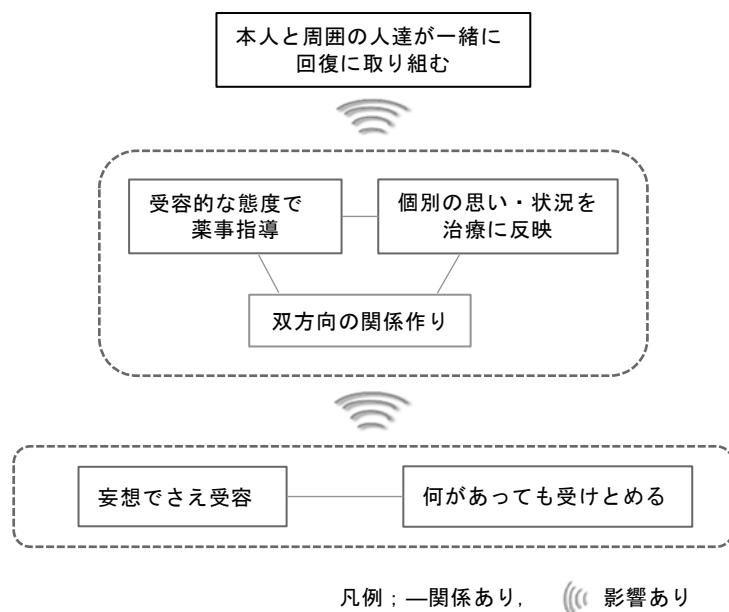 本人と周囲の人達が一緒に
回復に取り組む
受容的な態度で
薬事指導
個別の思い・状況を
治療に反映
双方向の関係作り
妄想でさえ受容
何があっても受けとめる
凡例；―関係あり, 影響あり